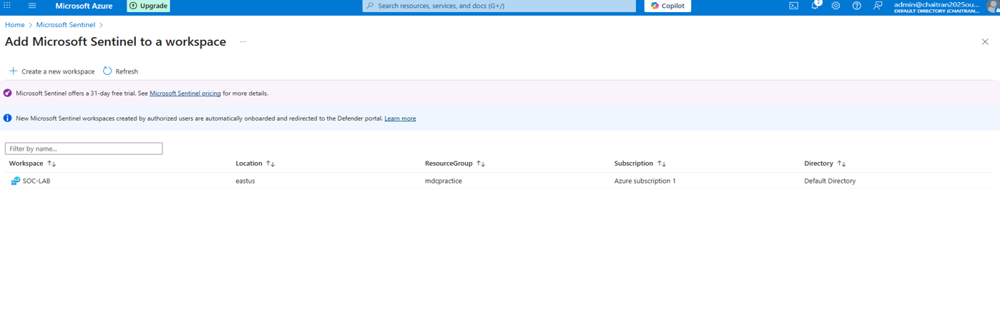 Microsoft Azure Upgrade Search resources, services, and docs (G+/) Copilot 2 admin@chaitran2025ou...
DEFAULT DIRECTORY (CHAITRAN...
Home > Microsoft Sentinel >
Add Microsoft Sentinel to a workspace ...
+ Create a new workspace Refresh
Microsoft Sentinel offers a 31-day free trial. See Microsoft Sentinel pricing for more details.
New Microsoft Sentinel workspaces created by authorized users are automatically onboarded and redirected to the Defender portal. Learn more
Filter by name...
Workspace ↑↓ Location ↑↓ ResourceGroup ↑↓ Subscription ↑↓ Directory ↑↓
SOC-LAB eastus mdcpractice Azure subscription 1 Default Directory